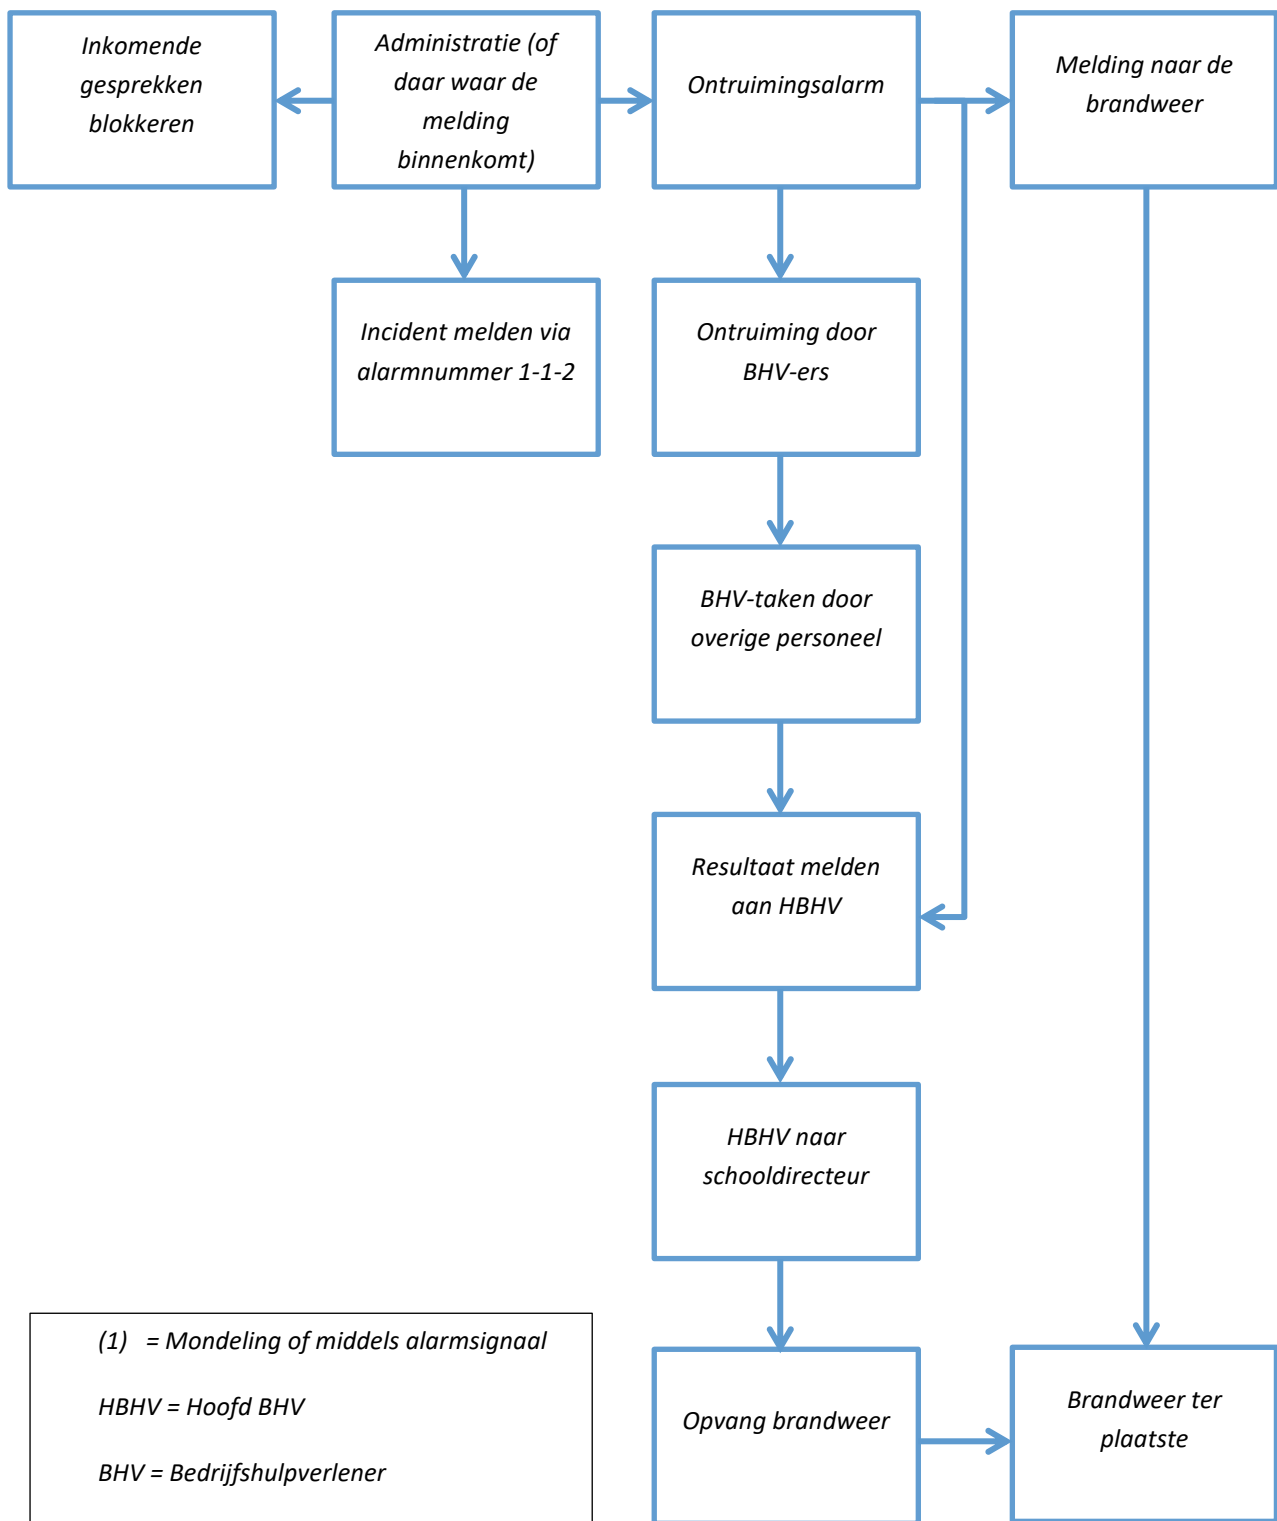 Inkomende
gesprekken
blokkeren
Administratie (of
daar waar de
melding
binnenkomt)
Ontruimingsalarm
Melding naar de
brandweer
Incident melden via
alarmnummer 1-1-2
Ontruiming door
BHV-ers
BHV-taken door
overige personeel
Resultaat melden
aan HBHV
HBHV naar
schooldirecteur
Opvang brandweer
Brandweer ter
plaatste
(1) = Mondeling of middels alarmsignaal
HBHV = Hoofd BHV
BHV = Bedrijfshulpverlener